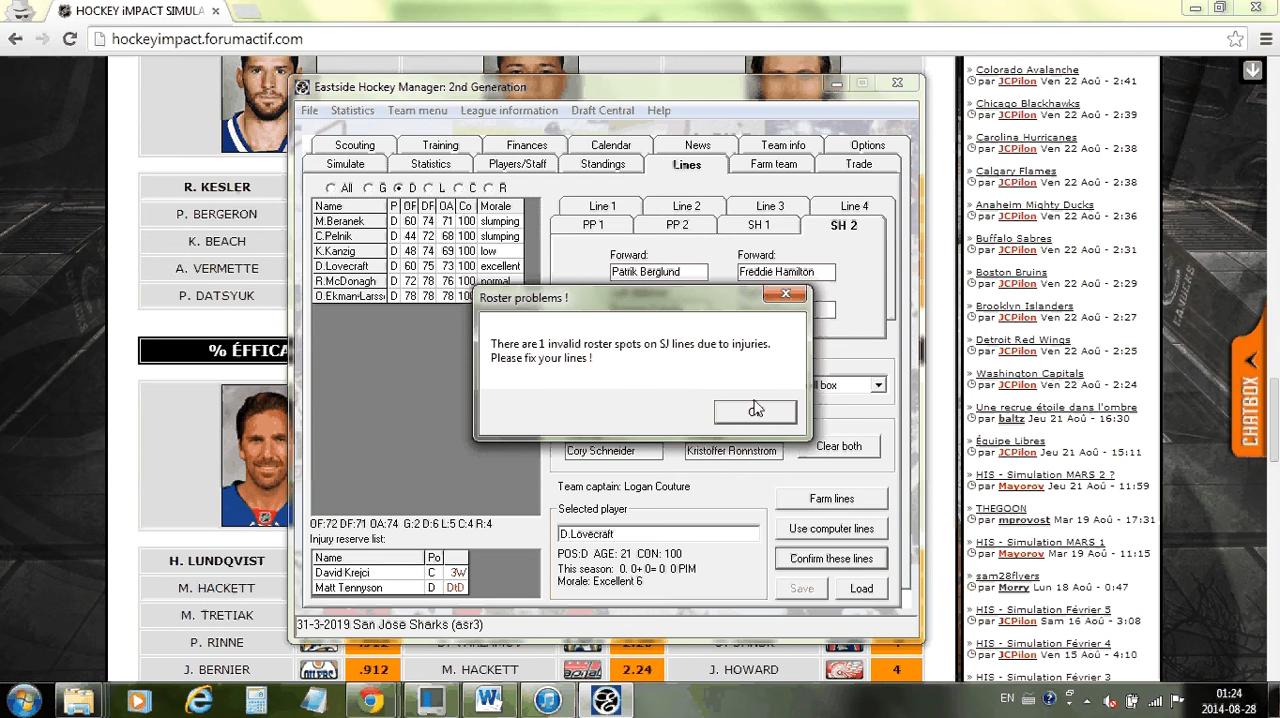 HOCKEY iMPACT SIMULA
hockeyimpact.forumactif.com
R. KESLER
P. BERGERON
K. BEACH
A. VERMETTE
P. DATSYUK
% ÉFFICA
H. LUNDQVIST
M. HACKETT
M. TRETIAK
P. RINNE
J. BERNIER
.912
.912
M. HACKETT
2.24
J. HOWARD
4
4
Eastside Hockey Manager: 2nd Generation
File Statistics Team menu League information Draft Central Help
Scouting Training Finances Calendar News Team info Options
Simulate Statistics Players/Staff Standings Lines Farm team Trade
All G D L C R
Name P OF DF OA Co Morale
M.Beranek D 60 74 71 100 slumping
C.Pelnik D 44 72 68 100 slumping
K.Konzig D 48 74 69 100 low
D.Lovecraft D 60 75 73 100 excellent
R.McDonagh D 72 78 76 100 normal
O.Ekman-Larsso D 78 78 78 100
Line 1 Line 2 Line 3 Line 4
PP 1 PP 2 SH 1 SH 2
Forward: Forward:
Patrik Berglund Freddie Hamilton
Roster problems !
There are 1 invalid roster spots on SJ lines due to injuries.
Please fix your lines !
ll box
Cory Schneider Kristoffer Ronnstrom Clear both
Team captain: Logan Couture
Selected player
D.Lovecraft
POS:D AGE: 21 CON: 100
This season: 0. 0+ 0= 0 0 PIM
Morale: Excellent 6
Farm lines
Use computer lines
Confirm these lines
Save Load
OF:72 DF:71 OA:74 G:2 D:6 L:5 C:4 R:4
Injury reserve list:
Name Po
David Krejci C 3W
Matt Tennyson D DtD
31-3-2019 San Jose Sharks (asr3)
» Colorado Avalanche
par JCPilon Ven 22 Aoû - 2:41
» Chicago Blackhawks
par JCPilon Ven 22 Aoû - 2:39
» Carolina Hurricanes
par JCPilon Ven 22 Aoû - 2:39
» Calgary Flames
par JCPilon Ven 22 Aoû - 2:38
» Anaheim Mighty Ducks
par JCPilon Ven 22 Aoû - 2:36
» Buffalo Sabres
par JCPilon Ven 22 Aoû - 2:31
» Boston Bruins
par JCPilon Ven 22 Aoû - 2:29
» Brooklyn Islanders
par JCPilon Ven 22 Aoû - 2:27
» Detroit Red Wings
par JCPilon Ven 22 Aoû - 2:25
» Washington Capitals
par JCPilon Ven 22 Aoû - 2:24
» Une recrue étoile dans l'ombre
par baltz Jeu 21 Aoû - 16:30
» Équipe Libres
par JCPilon Jeu 21 Aoû - 15:11
» HIS - Simulation MARS 2 ?
par Mayorov Jeu 21 Aoû - 11:59
» THEGOON
par mprovost Mar 19 Aoû - 17:31
» HIS - Simulation MARS 1
par Mayorov Mar 19 Aoû - 11:15
» sam28flyers
par Morry Lun 18 Aoû - 0:47
» HIS - Simulation Février 5
par JCPilon Sam 16 Aoû - 3:08
» HIS - Simulation Février 4
par JCPilon Ven 15 Aoû - 4:10
» HIS - Simulation Février 3
CHATBOX
EN
01:24
2014-08-28